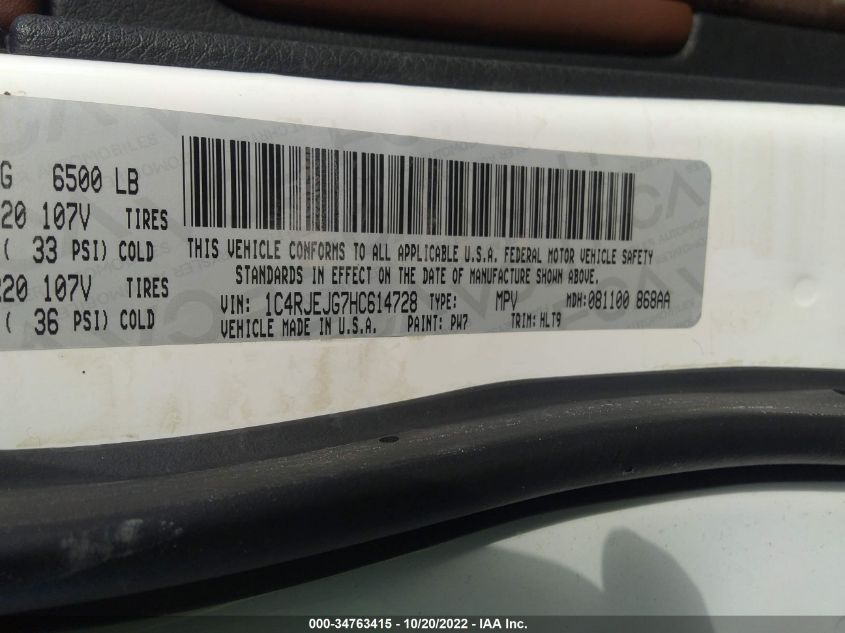 G 6500 LB
20 107V TIRES
( 33 PSI) COLD
20 107V TIRES
( 36 PSI) COLD
THIS VEHICLE CONFORMS TO ALL APPLICABLE U.S.A. FEDERAL MOTOR VEHICLE SAFETY
STANDARDS IN EFFECT ON THE DATE OF MANUFACTURE SHOWN ABOVE.
VIN: 1C4RJEJG7HC614728 TYPE: MPV MDH:081100 868AA
VEHICLE MADE IN U.S.A. PAINT: PW7 TRIM: HLT9
000-34763415 - 10/20/2022 - IAA Inc.